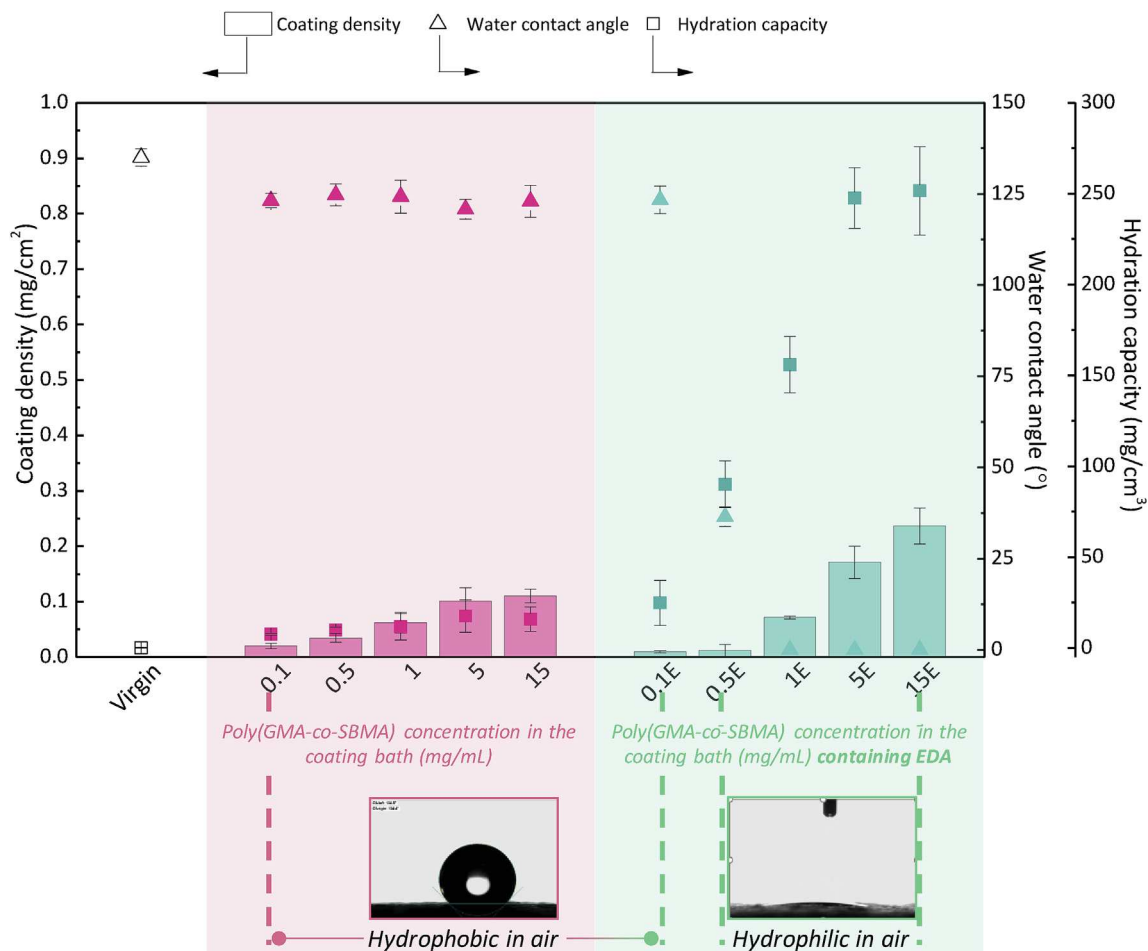 Coating density
Water contact angle
Hydration capacity
1.0
0.9
0.8
0.7
0.6
0.5
0.4
0.3
0.2
0.1
0.0
Coating density (mg/cm²)
150
125
100
75
50
25
0
Water contact angle (°)
300
250
200
150
100
50
0
Hydration capacity (mg/cm³)
Virgin
0.1
0.5
1
5
15
0.1E
0.5E
1E
5E
15E
Poly(GMA-co-SBMA) concentration in the
coating bath (mg/mL)
Poly(GMA-co-SBMA) concentration in the
coating bath (mg/mL) containing EDA
Hydrophobic in air
Hydrophilic in air